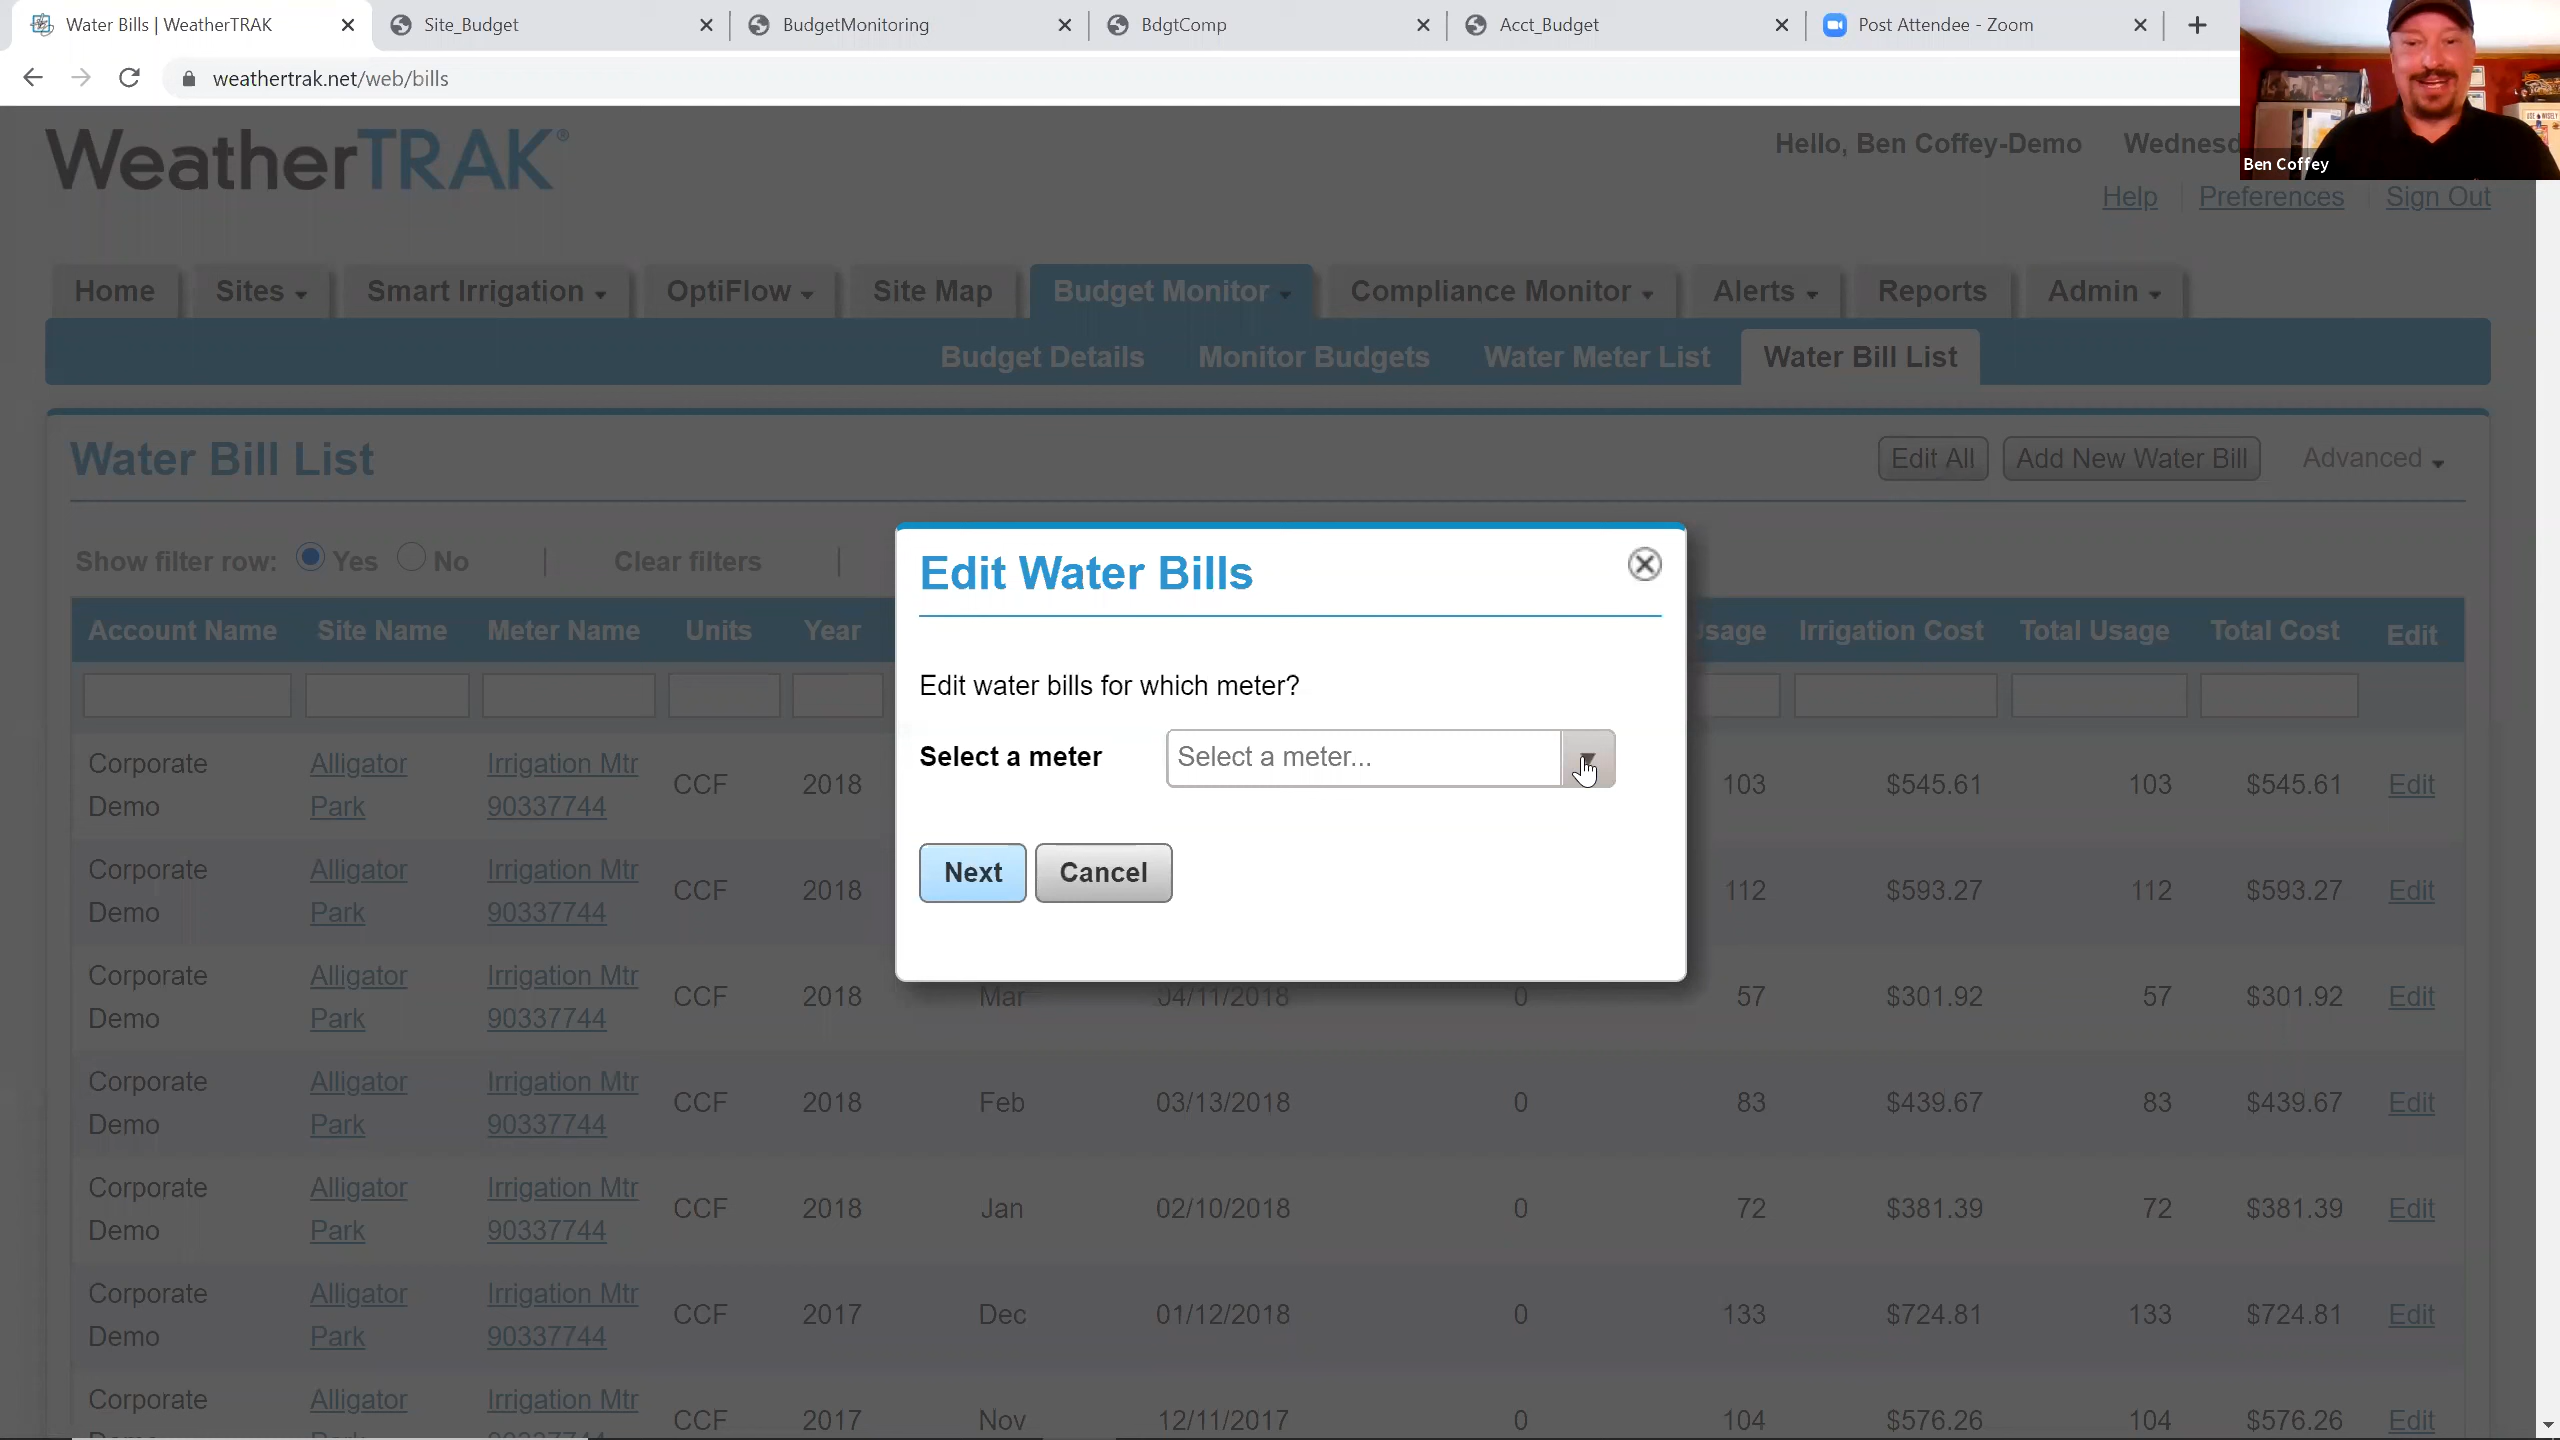 Water Bills | WeatherTRAK
Site_Budget
BudgetMonitoring
BdgtComp
Acct_Budget
Post Attendee - Zoom
weathertrak.net/web/bills
Ben Coffey
WeatherTRAK®
Hello, Ben Coffey-Demo
Help
Preferences
Sign Out
Home
Sites
Smart Irrigation
OptiFlow
Site Map
Budget Monitor
Compliance Monitor
Alerts
Reports
Admin
Budget Details
Monitor Budgets
Water Meter List
Water Bill List
Water Bill List
Edit All
Add New Water Bill
Advanced
Show filter row: Yes No | Clear filters |
Edit Water Bills
Edit water bills for which meter?
Select a meter
Select a meter...
Next
Cancel
Account Name Site Name Meter Name Units Year Irrigation Cost Total Usage Total Cost Edit
Corporate Demo Alligator Park Irrigation Mtr 90337744 CCF 2018 103 $545.61 103 $545.61 Edit
Corporate Demo Alligator Park Irrigation Mtr 90337744 CCF 2018 112 $593.27 112 $593.27 Edit
Corporate Demo Alligator Park Irrigation Mtr 90337744 CCF 2018 Mar 04/11/2018 0 57 $301.92 57 $301.92 Edit
Corporate Demo Alligator Park Irrigation Mtr 90337744 CCF 2018 Feb 03/13/2018 0 83 $439.67 83 $439.67 Edit
Corporate Demo Alligator Park Irrigation Mtr 90337744 CCF 2018 Jan 02/10/2018 0 72 $381.39 72 $381.39 Edit
Corporate Demo Alligator Park Irrigation Mtr 90337744 CCF 2017 Dec 01/12/2018 0 133 $724.81 133 $724.81 Edit
Corporate Alligator Irrigation Mtr CCF 2017 Nov 12/11/2017 0 104 $576.26 104 $576.26 Edit